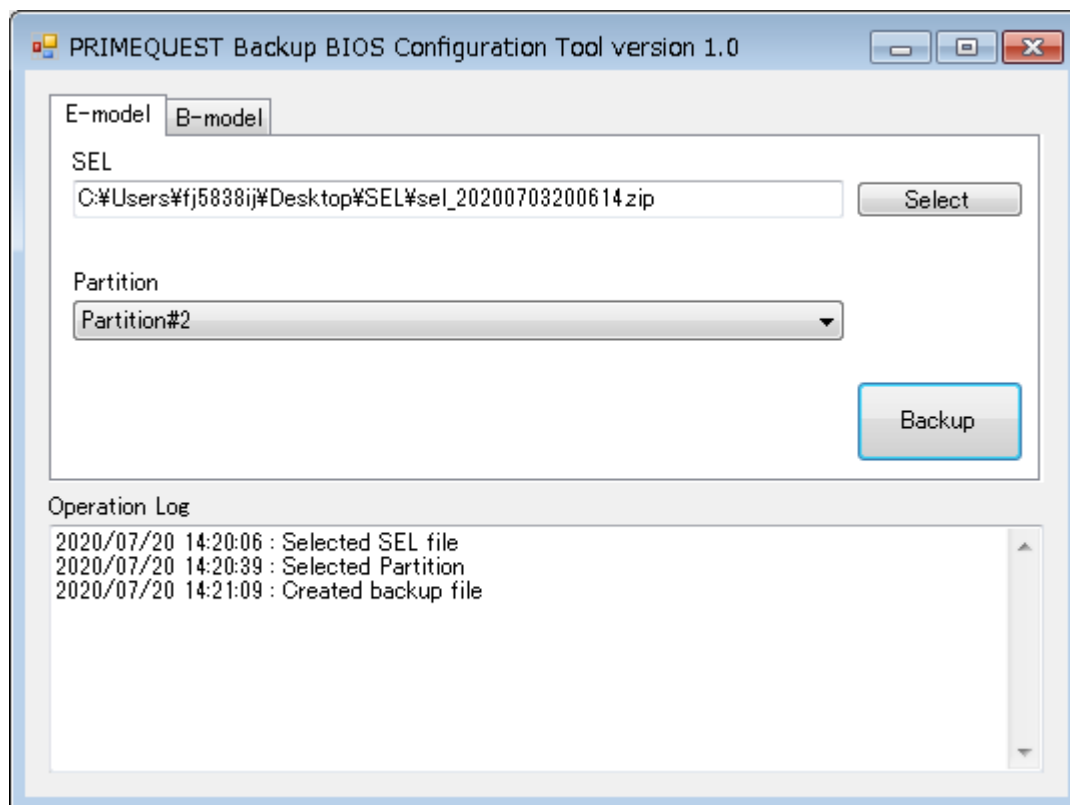 PRIMEQUEST Backup BIOS Configuration Tool version 1.0
E-model B-model
SEL
C:¥Users¥fj5838ij¥Desktop¥SEL¥sel_20200703200614.zip Select
Partition
Partition#2
Backup
Operation Log
2020/07/20 14:20:06 : Selected SEL file
2020/07/20 14:20:39 : Selected Partition
2020/07/20 14:21:09 : Created backup file